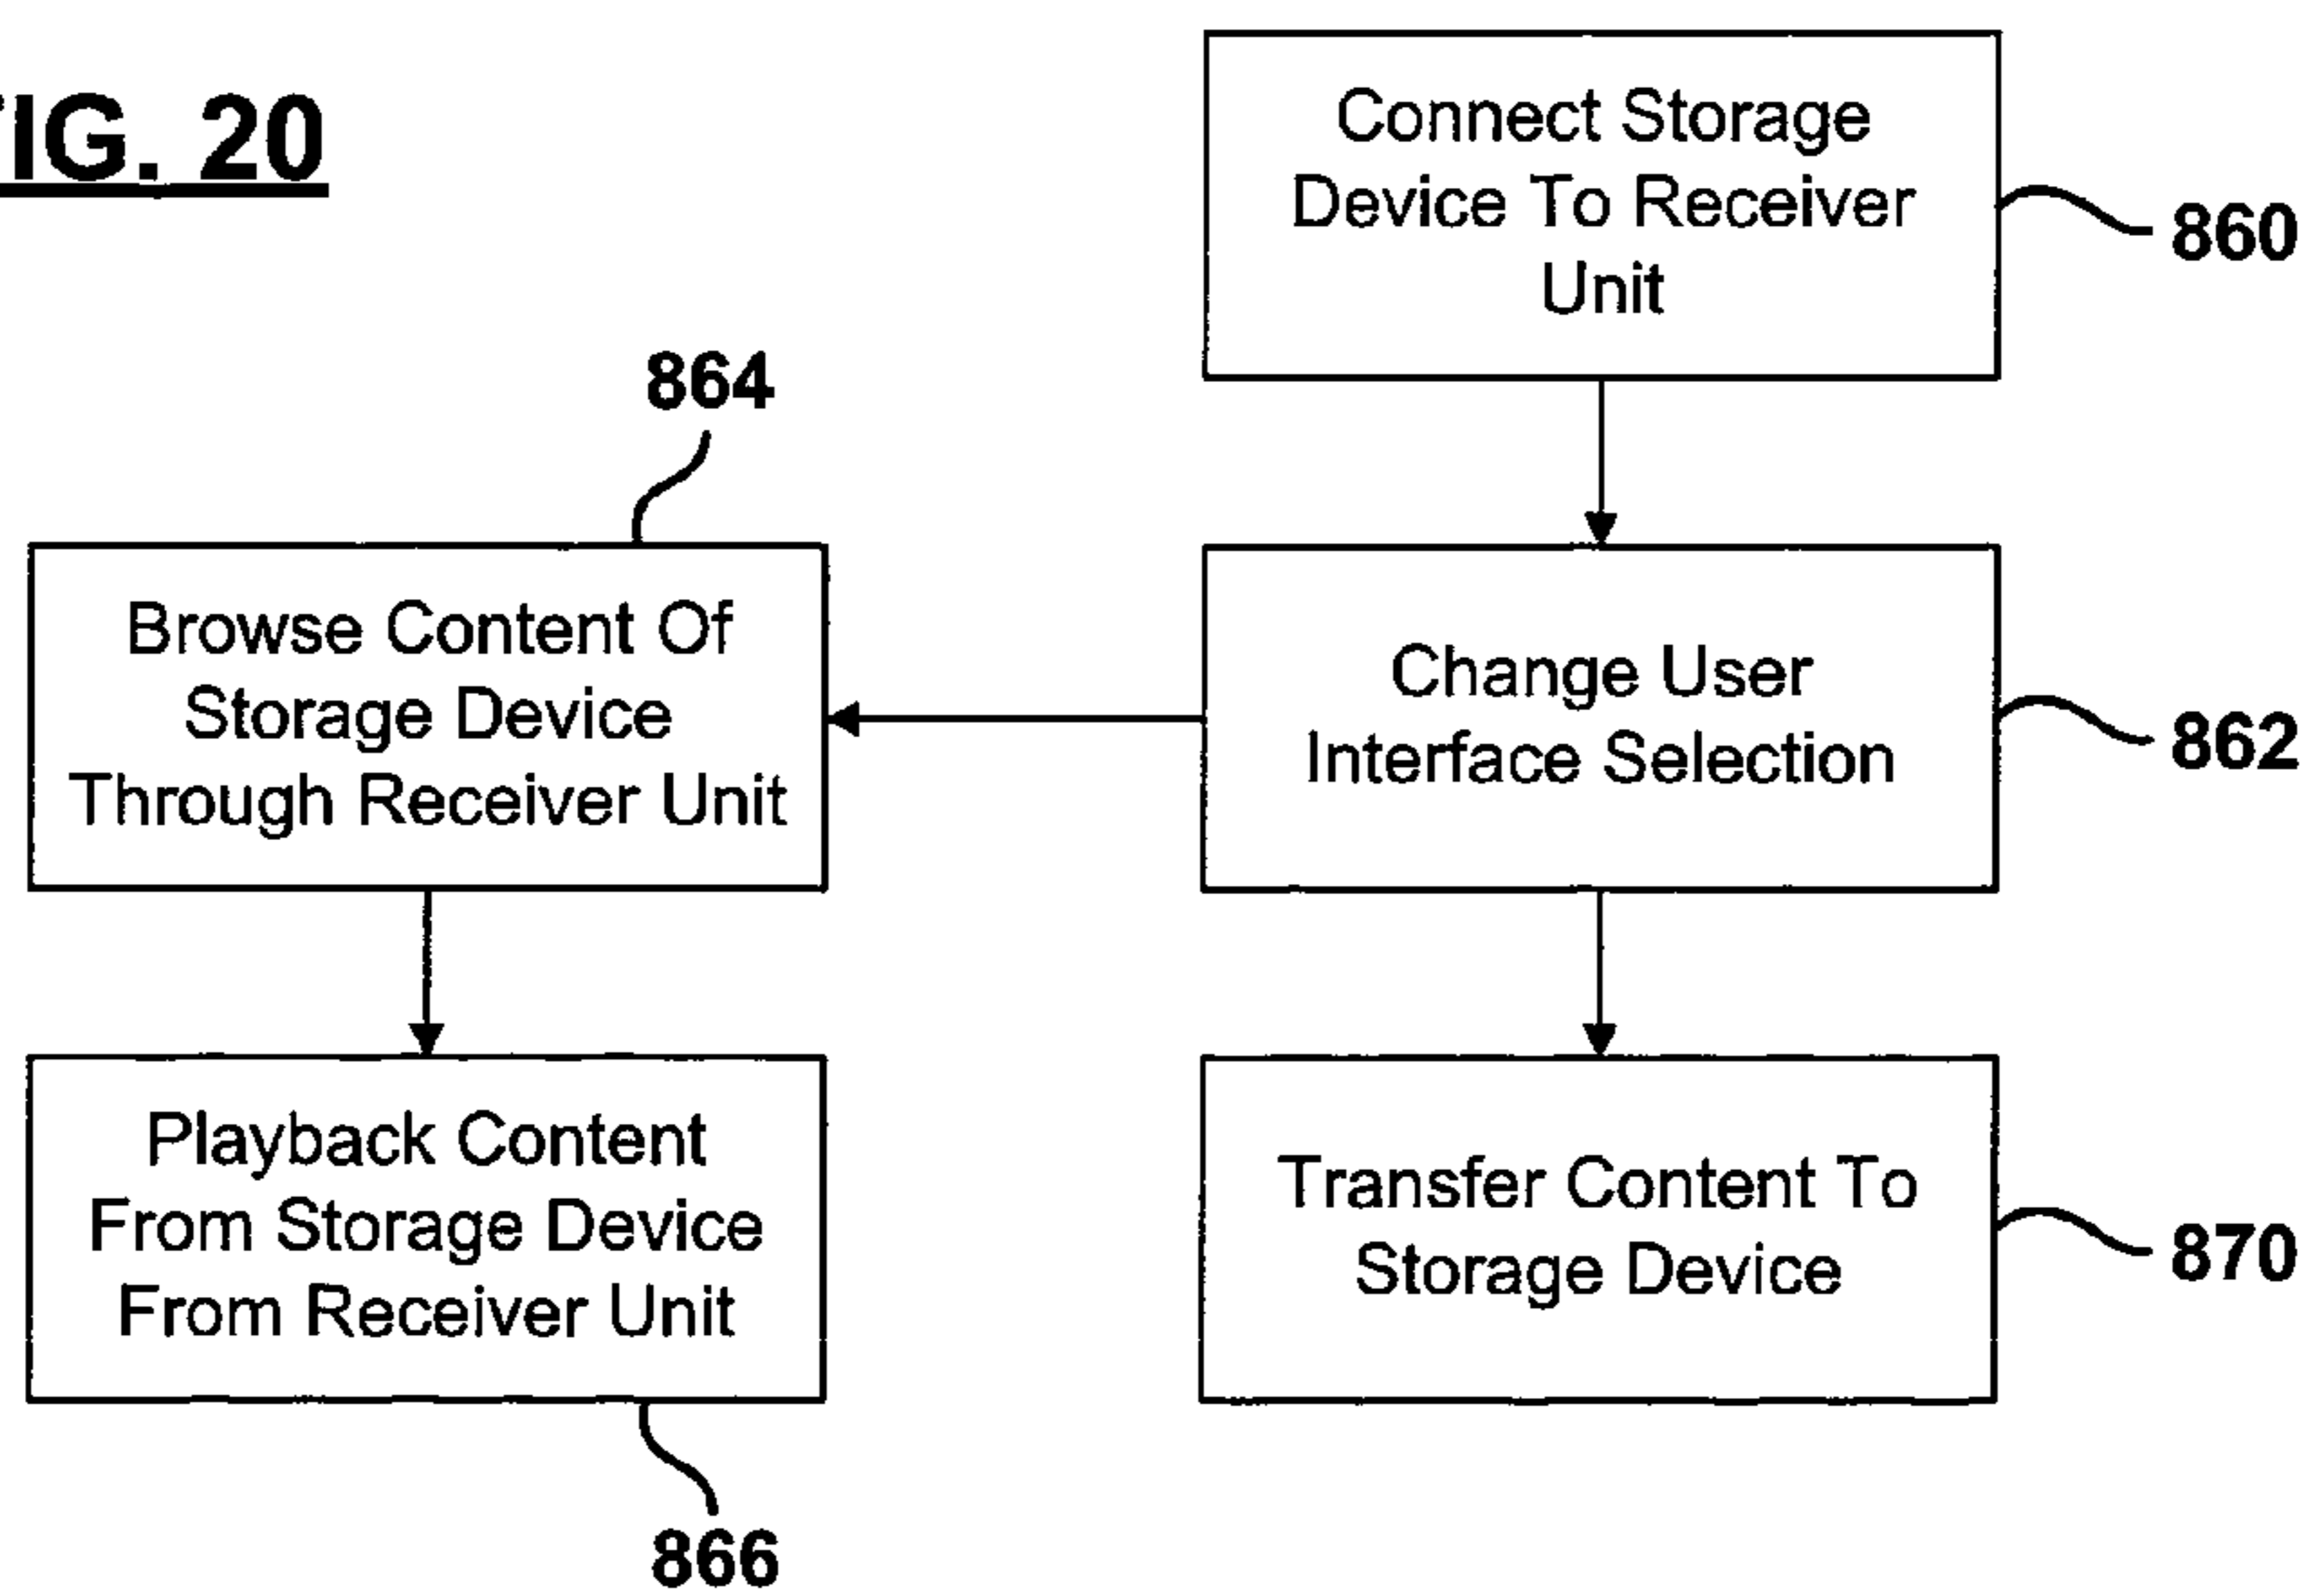 FIG. 20
Connect Storage
Device To Receiver
Unit
860
864
Browse Content Of
Storage Device
Through Receiver Unit
Change User
Interface Selection
862
Playback Content
From Storage Device
From Receiver Unit
866
Transfer Content To
Storage Device
870